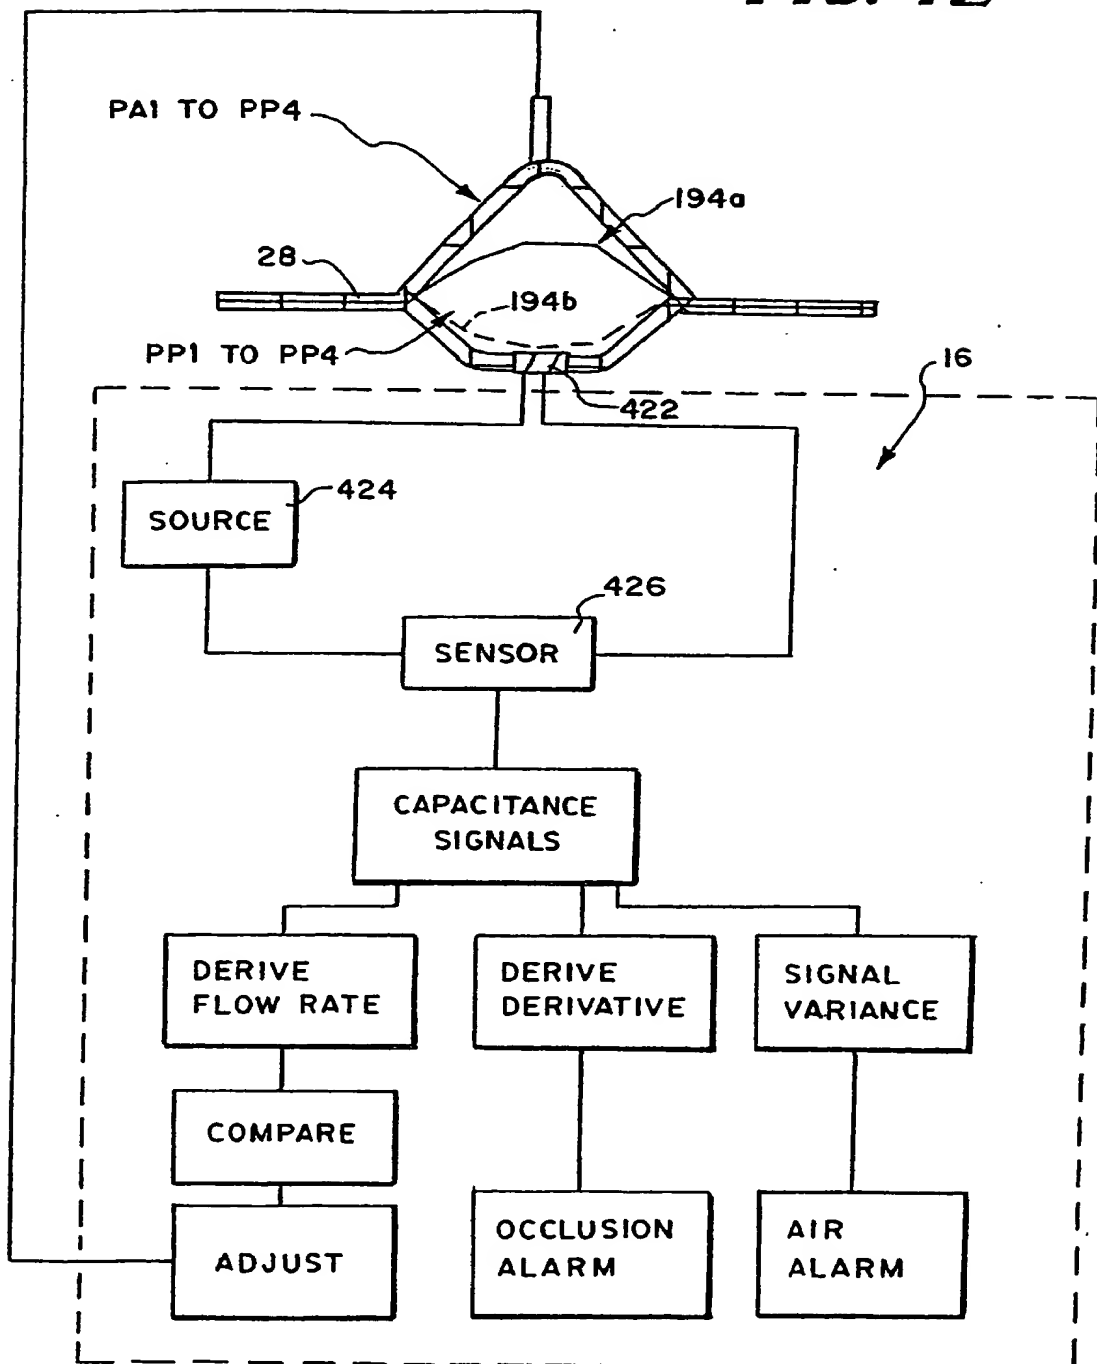 PA1 TO PP4
194a
28
194b
PP1 TO PP4
16
422
424
SOURCE
426
SENSOR
CAPACITANCE
SIGNALS
DERIVE
FLOW RATE
DERIVE
DERIVATIVE
SIGNAL
VARIANCE
COMPARE
ADJUST
OCCLUSION
ALARM
AIR
ALARM